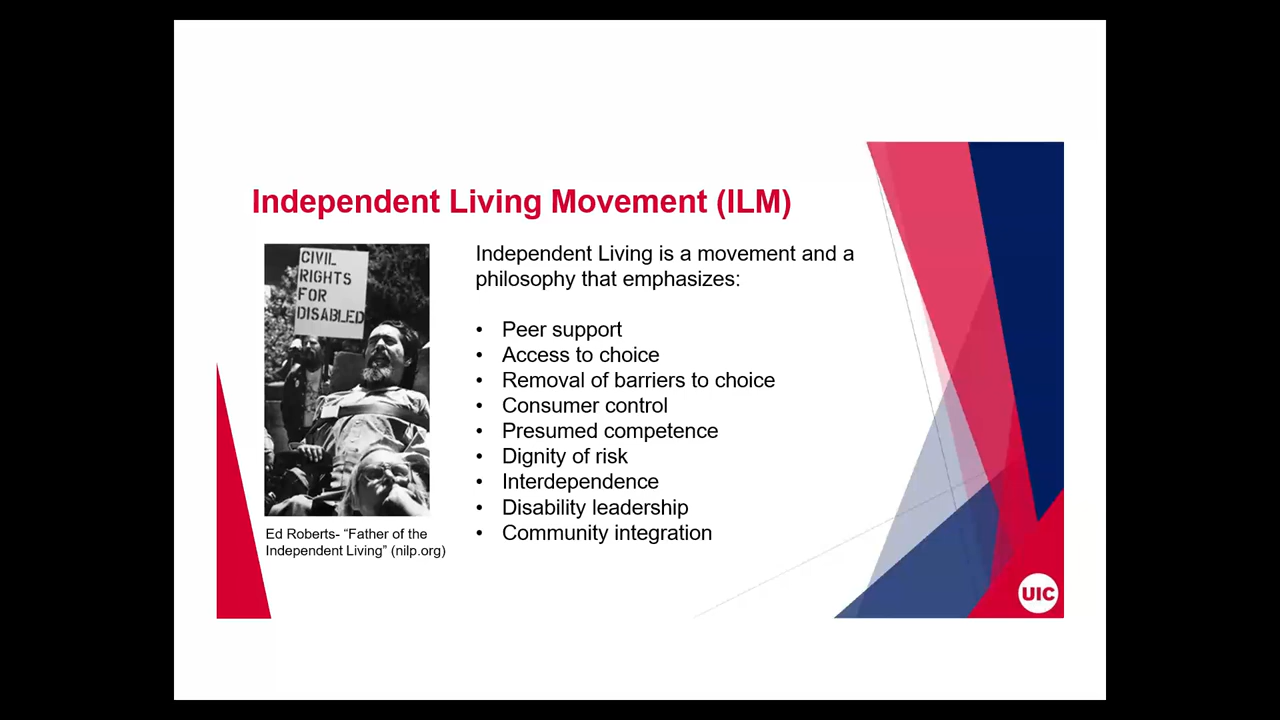 Independent Living Movement (ILM)
CIVIL
RIGHTS
FOR
DISABLED
Ed Roberts- “Father of the
Independent Living” (nilp.org)
Independent Living is a movement and a
philosophy that emphasizes:
• Peer support
• Access to choice
• Removal of barriers to choice
• Consumer control
• Presumed competence
• Dignity of risk
• Interdependence
• Disability leadership
• Community integration
UIC